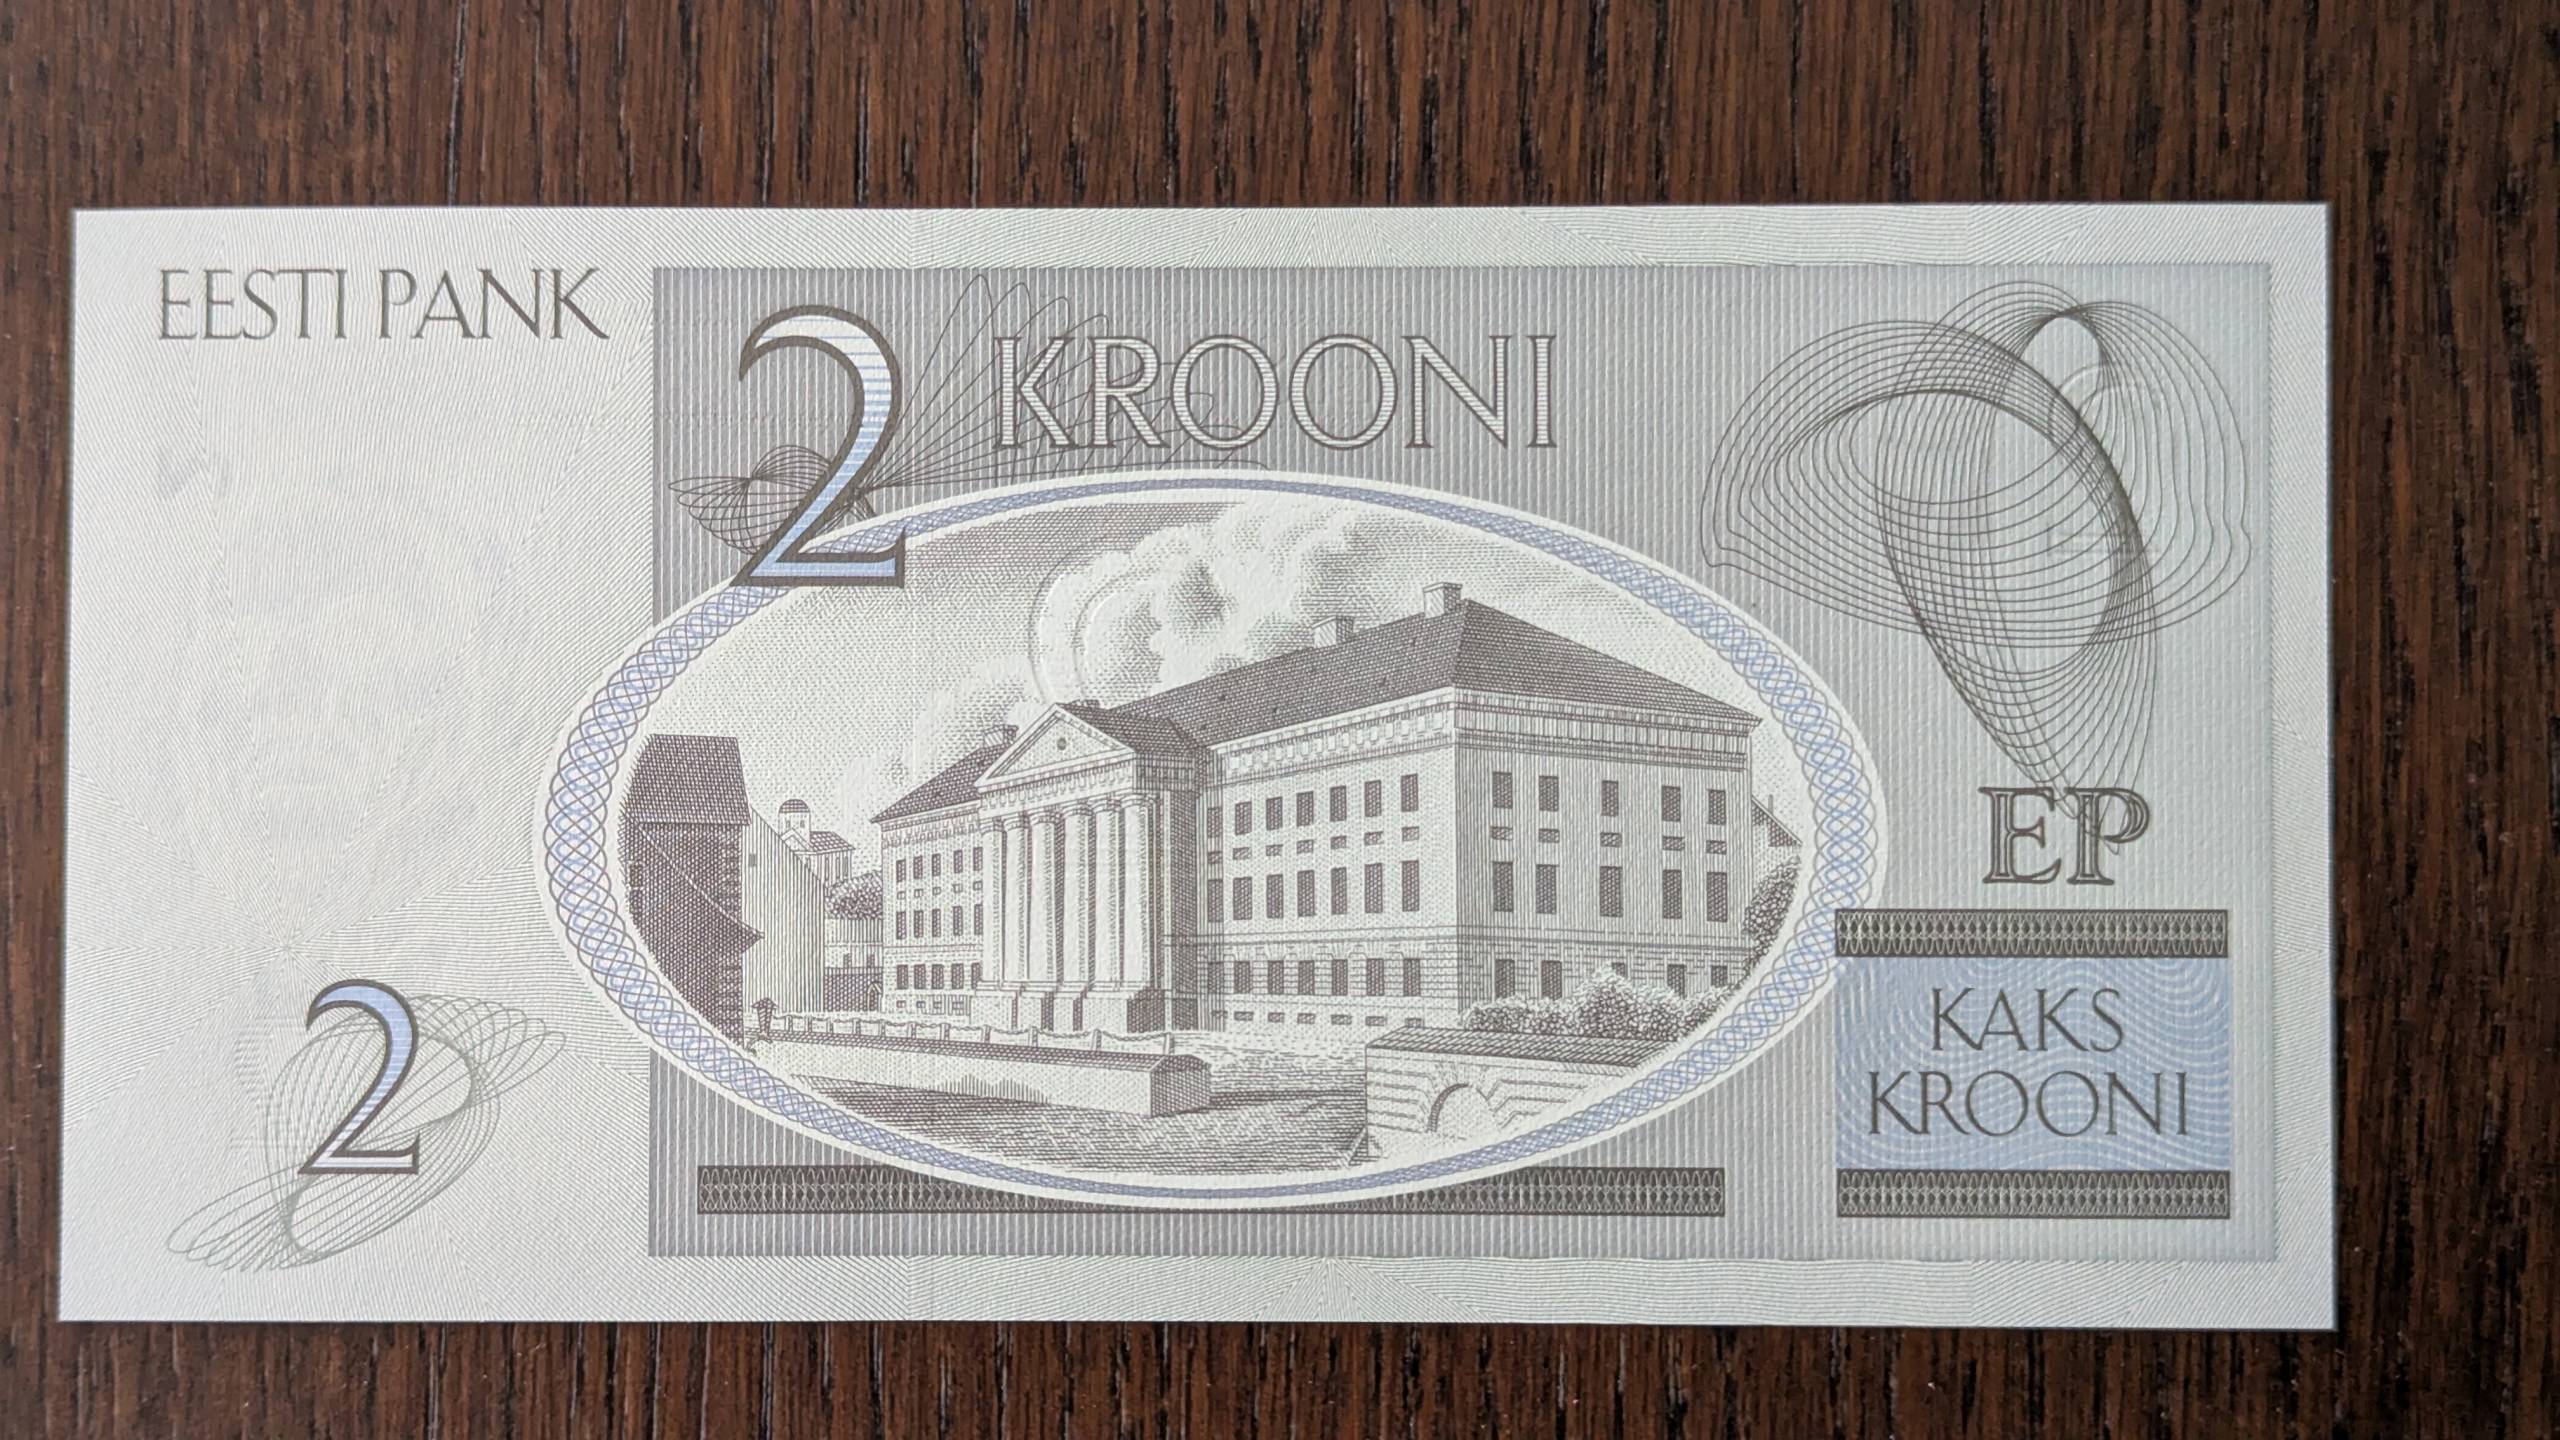 EESTI PANK
2 KROONI
EP
KAKS
KROONI
2